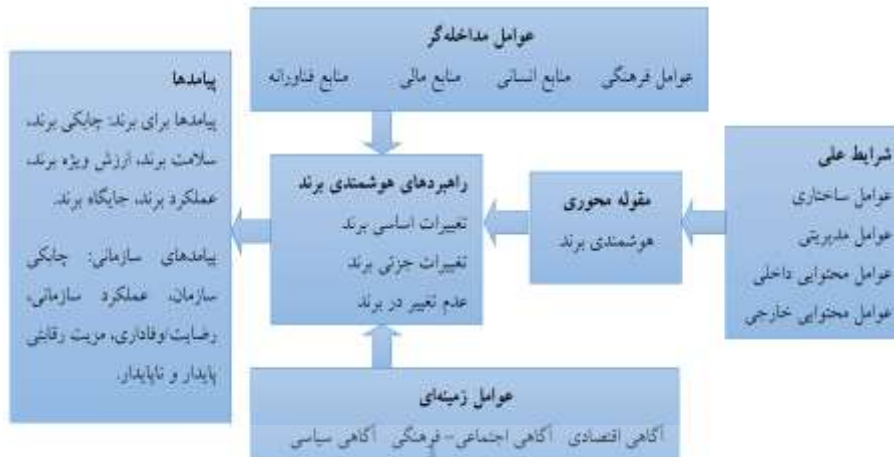 عوامل مداخله‌گر
عوامل فرهنگی منابع انسانی منابع مالی منابع فناورانه
شرایط علی
عوامل ساختاری
عوامل مدیریتی
عوامل محتوایی داخلی
عوامل محتوایی خارجی
مقوله محوری
هوشمندی برند
راهبردهای هوشمندی برند
تغییرات اساسی برند
تغییرات جزئی برند
عدم تغییر در برند
پیامدها
پیامدها برای برند: چابکی برند،
سلامت برند، ارزش ویژه برند،
عملکرد برند، جایگاه برند.
پیامدهای سازمانی: چابکی
سازمان، عملکرد سازمانی،
رضایت/وفاداری، مزیت رقابتی
پایدار و ناپایدار.
عوامل زمینه‌ای
آگاهی اقتصادی آگاهی اجتماعی- فرهنگی آگاهی سیاسی